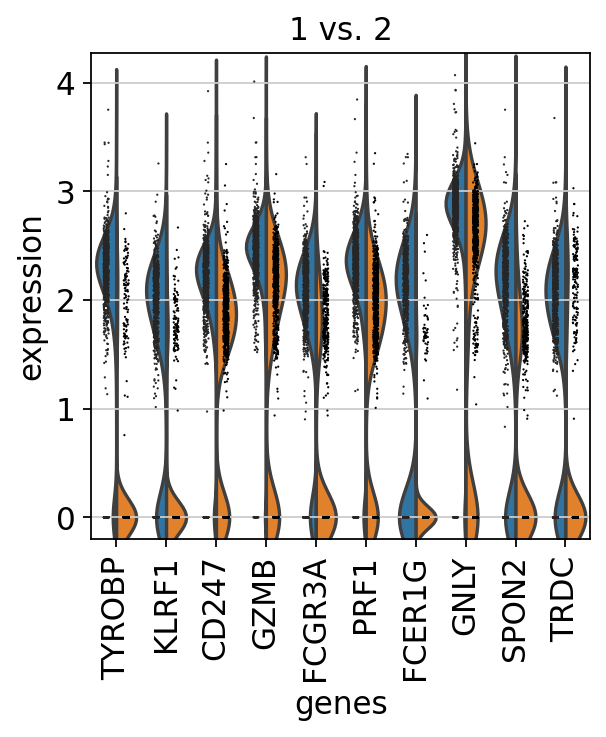 1 vs. 2
4
3
2
1
0
expression
TYROBP
KLRF1
CD247
GZMB
FCGR3A
PRF1
FCER1G
GNLY
SPON2
TRDC
genes